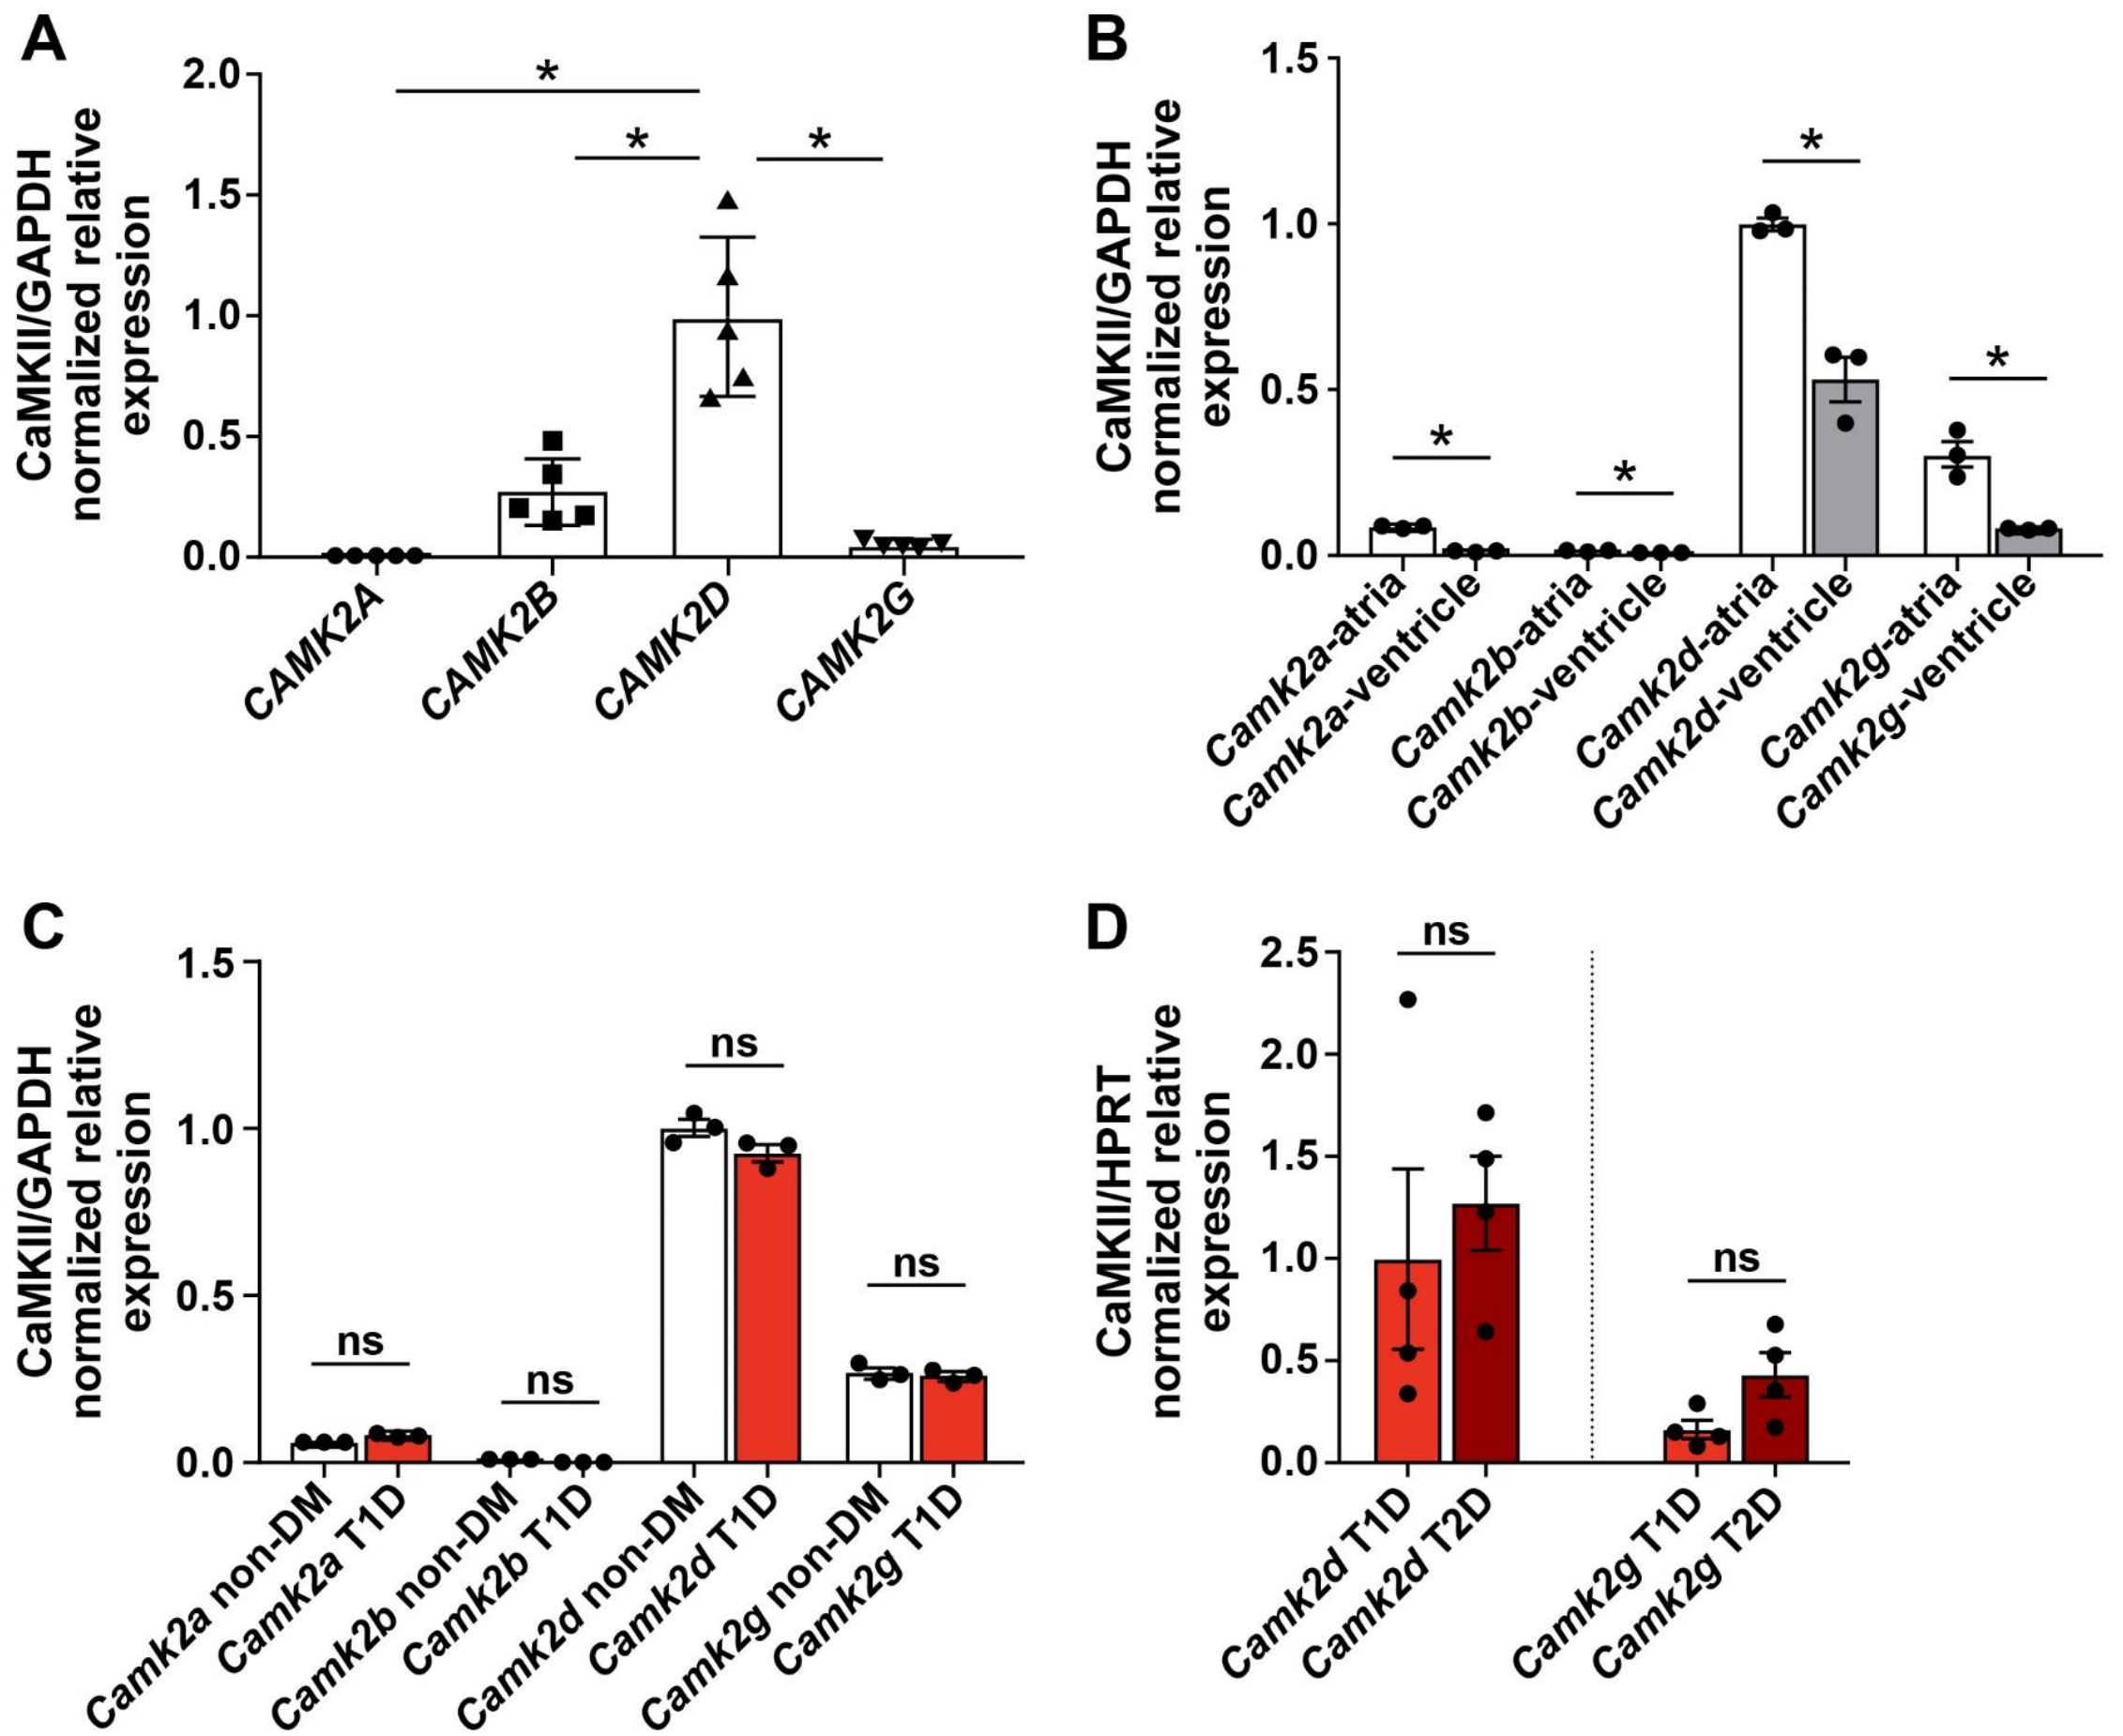 A
CaMKII/GAPDH
normalized relative
expression
2.0
1.5
1.0
0.5
0.0
*
*
*
CAMK2A
CAMK2B
CAMK2D
CAMK2G
B
CaMKII/GAPDH
normalized relative
expression
1.5
1.0
0.5
0.0
*
*
*
*
Camk2a-atria
Camk2a-ventricle
Camk2b-atria
Camk2b-ventricle
Camk2d-atria
Camk2d-ventricle
Camk2g-atria
Camk2g-ventricle
C
CaMKII/GAPDH
normalized relative
expression
1.5
1.0
0.5
0.0
ns
ns
ns
ns
Camk2a non-DM
Camk2a T1D
Camk2b non-DM
Camk2b T1D
Camk2d non-DM
Camk2d T1D
Camk2g non-DM
Camk2g T1D
D
CaMKII/HPRT
normalized relative
expression
2.5
2.0
1.5
1.0
0.5
0.0
ns
ns
Camk2d T1D
Camk2d T2D
Camk2g T1D
Camk2g T2D